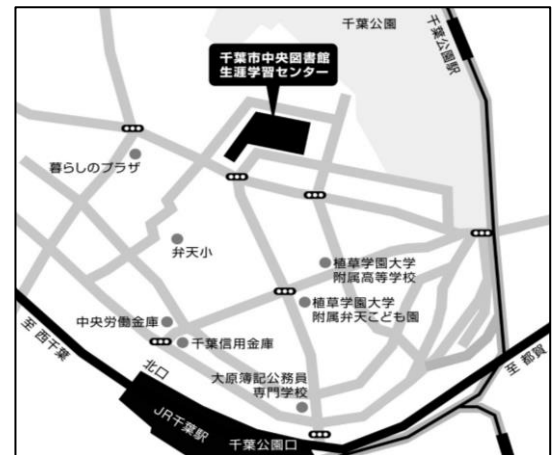 千葉公園
千葉公園駅
千葉市中央図書館
生涯学習センター
暮らしのプラザ
弁天小
植草学園大学
附属高等学校
植草学園大学
附属弁天こども園
中央労働金庫
千葉信用金庫
至 西千葉
北口
大原簿記公務員
専門学校
至 都賀
JR千葉駅
千葉公園口